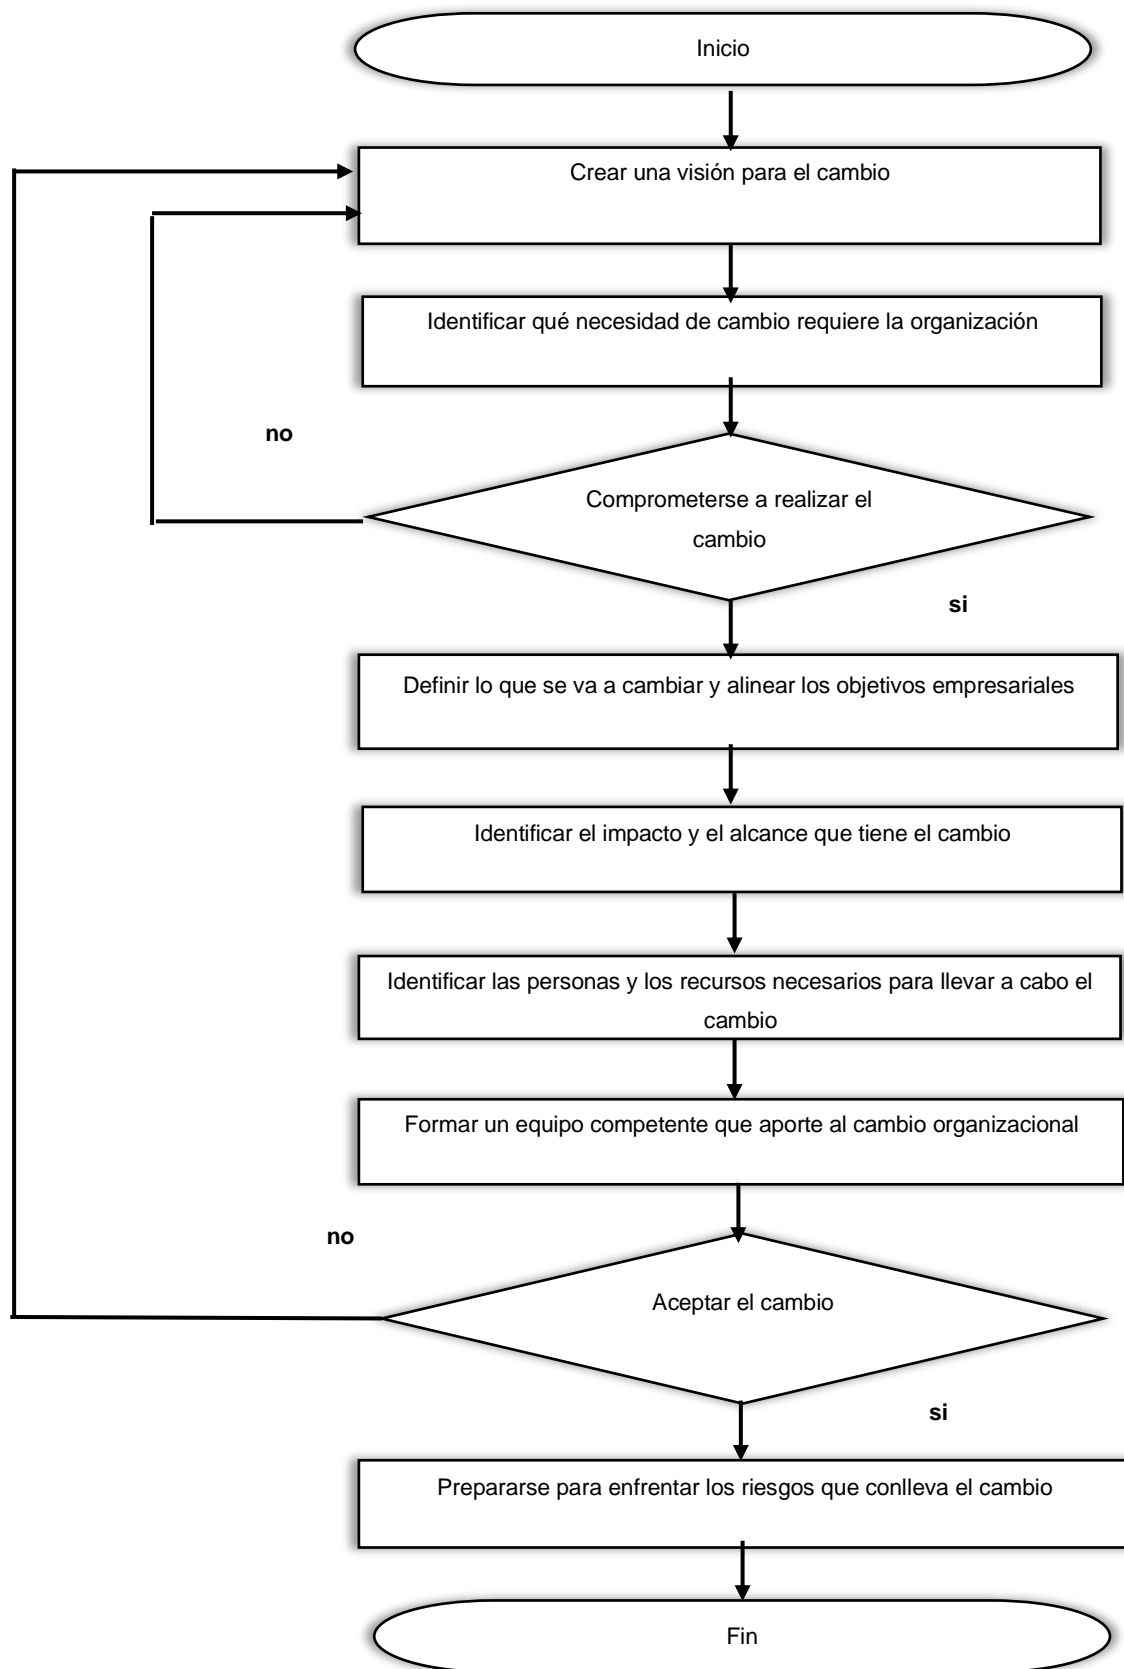 Inicio
Crear una visión para el cambio
Identificar qué necesidad de cambio requiere la organización
no
Comprometerse a realizar el
cambio
si
Definir lo que se va a cambiar y alinear los objetivos empresariales
Identificar el impacto y el alcance que tiene el cambio
Identificar las personas y los recursos necesarios para llevar a cabo el
cambio
Formar un equipo competente que aporte al cambio organizacional
no
Aceptar el cambio
si
Prepararse para enfrentar los riesgos que conlleva el cambio
Fin